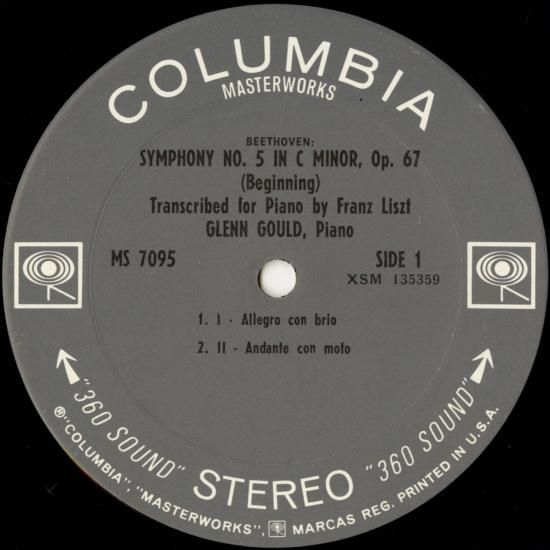 COLUMBIA
MASTERWORKS
BEETHOVEN:
SYMPHONY NO. 5 IN C MINOR, Op. 67
(Beginning)
Transcribed for Piano by Franz Liszt
GLENN GOULD, Piano
MS 7095
SIDE 1
XSM 135359
1. I - Allegro con brio
2. II - Andante con moto
"360 SOUND" STEREO "360 SOUND"
® "COLUMBIA", "MASTERWORKS", MARCAS REG. PRINTED IN U.S.A.